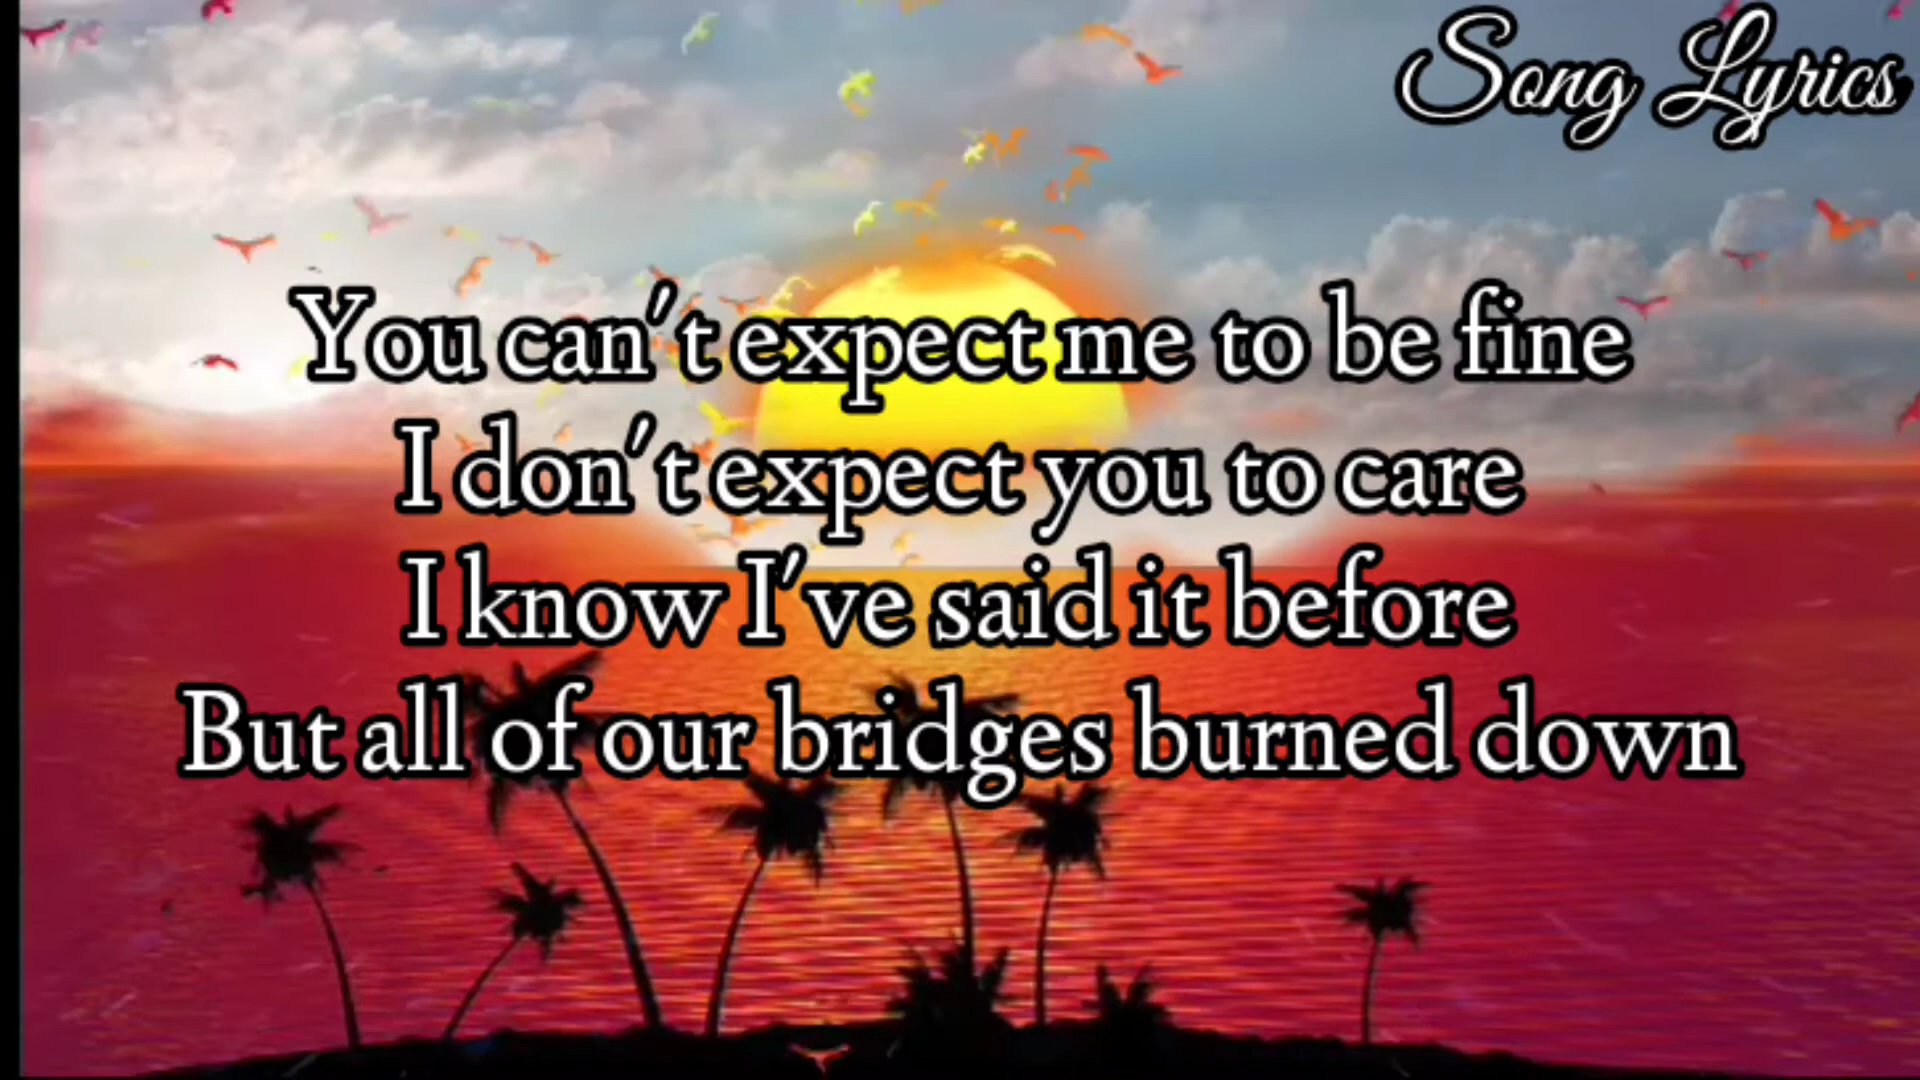 Song Lyrics
You can't expect me to be fine
I don't expect you to care
I know I've said it before
But all of our bridges burned down